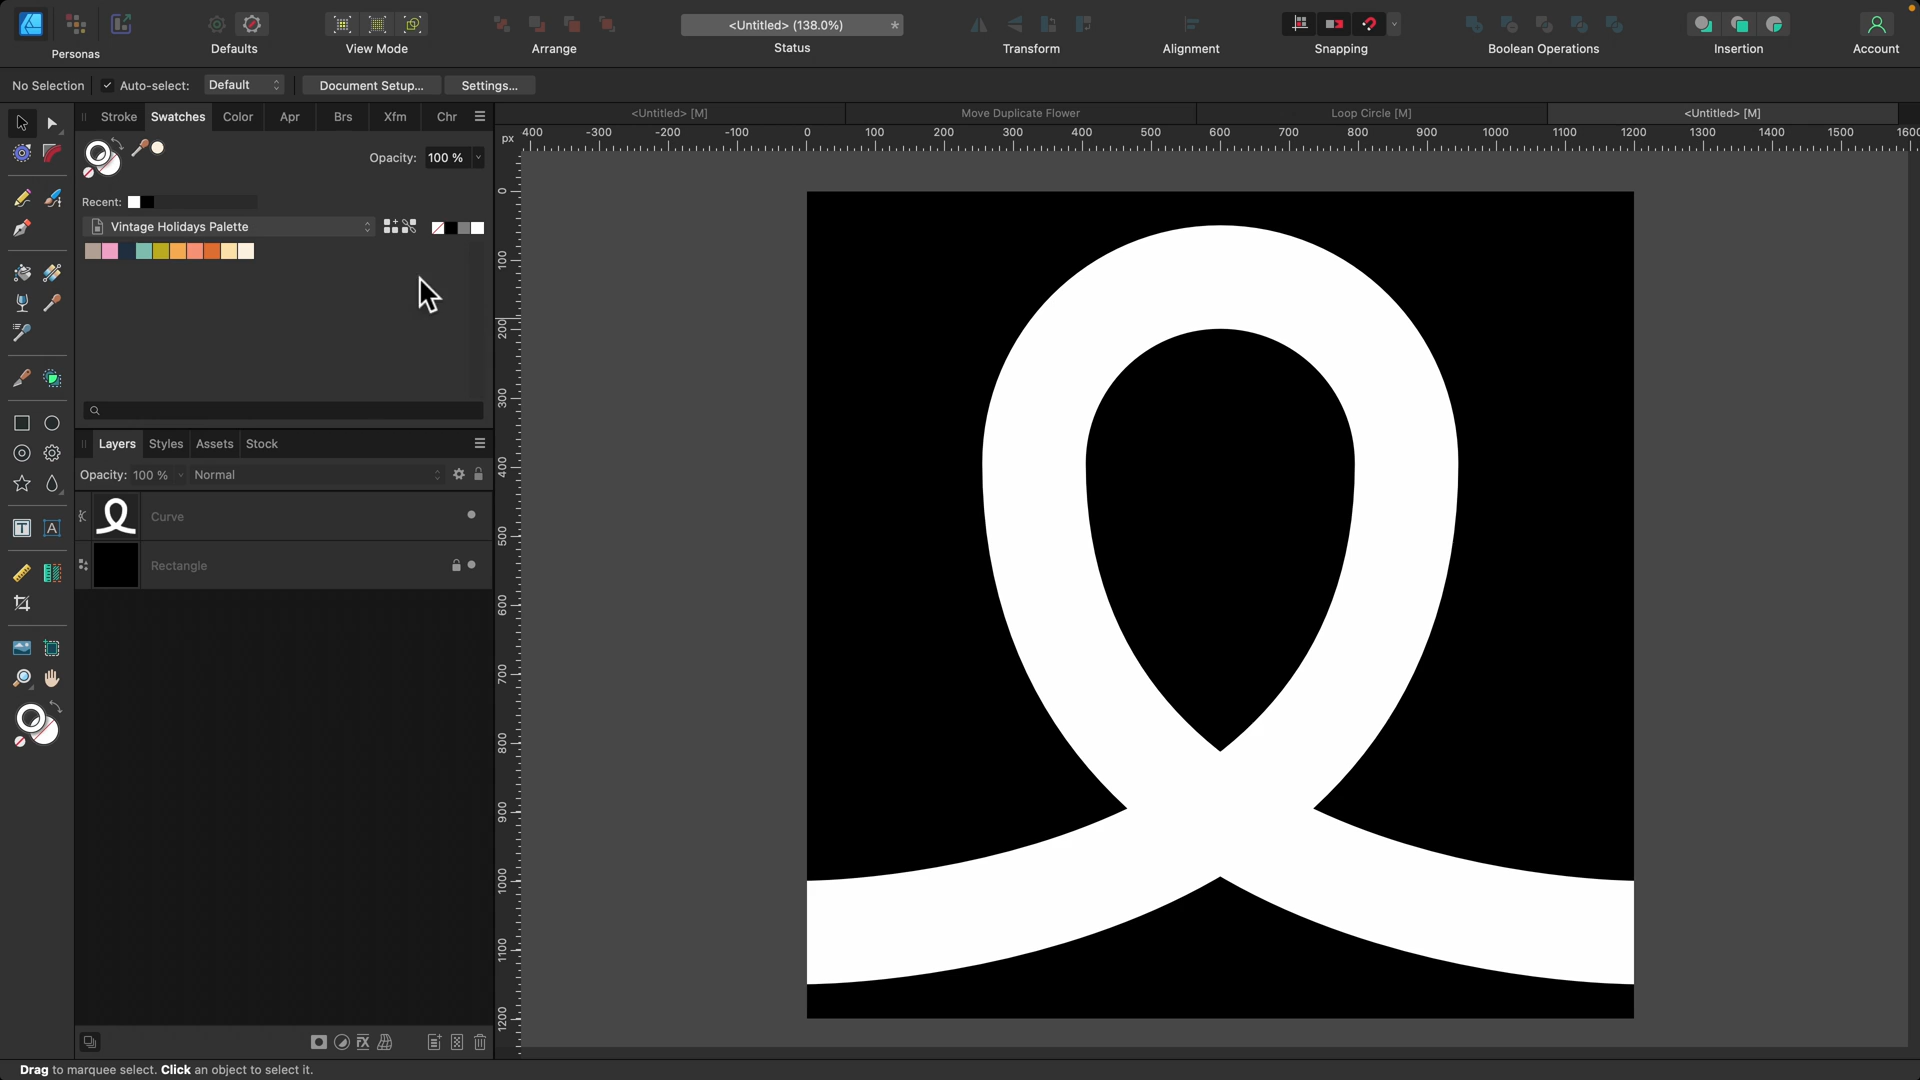 <Untitled> (138.0%) *
Personas Defaults View Mode Arrange Status Transform Alignment Snapping Boolean Operations Insertion Account
No Selection Auto-select: Default Document Setup... Settings...
Stroke Swatches Color Apr Brs Xfm Chr
<Untitled> [M] Move Duplicate Flower Loop Circle [M] <Untitled> [M]
px 400 -300 -200 -100 0 100 200 300 400 500 600 700 800 900 1000 1100 1200 1300 1400 1500 1600
Opacity: 100 %
Recent:
Vintage Holidays Palette
Layers Styles Assets Stock
Opacity: 100 % Normal
Curve
Rectangle
0
100
200
300
400
500
600
700
800
900
1000
1100
1200
Drag to marquee select. Click an object to select it.